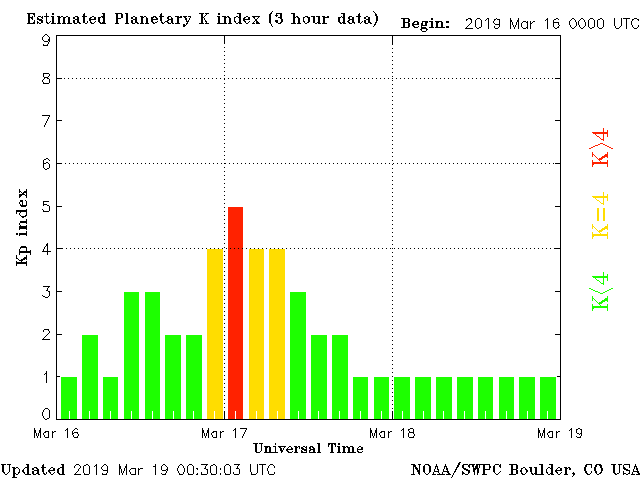 Estimated Planetary K index (3 hour data)
Begin: 2019 Mar 16 0000 UTC
9
8
7
6
5
4
3
2
1
0
Kp index
K>4
K=4
K<4
Mar 16
Mar 17
Mar 18
Mar 19
Universal Time
Updated 2019 Mar 19 00:30:03 UTC
NOAA/SWPC Boulder, CO USA